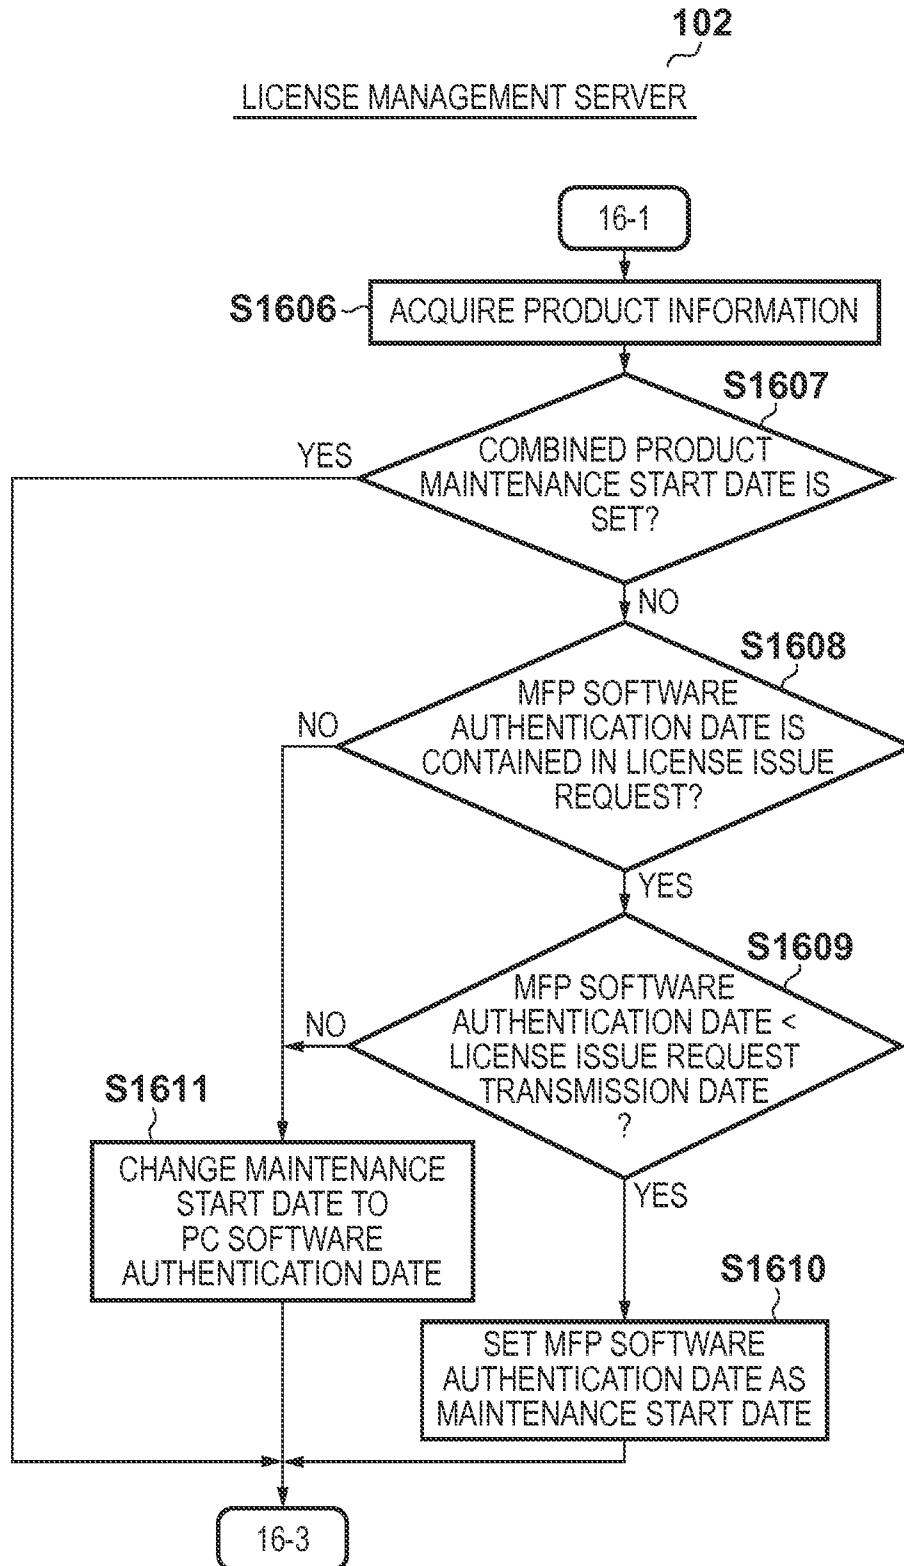 102
LICENSE MANAGEMENT SERVER
16-1
S1606
ACQUIRE PRODUCT INFORMATION
S1607
YES
COMBINED PRODUCT
MAINTENANCE START DATE IS
SET?
NO
S1608
NO
MFP SOFTWARE
AUTHENTICATION DATE IS
CONTAINED IN LICENSE ISSUE
REQUEST?
YES
S1609
NO
MFP SOFTWARE
AUTHENTICATION DATE <
LICENSE ISSUE REQUEST
TRANSMISSION DATE
?
YES
S1611
CHANGE MAINTENANCE
START DATE TO
PC SOFTWARE
AUTHENTICATION DATE
S1610
SET MFP SOFTWARE
AUTHENTICATION DATE AS
MAINTENANCE START DATE
16-3